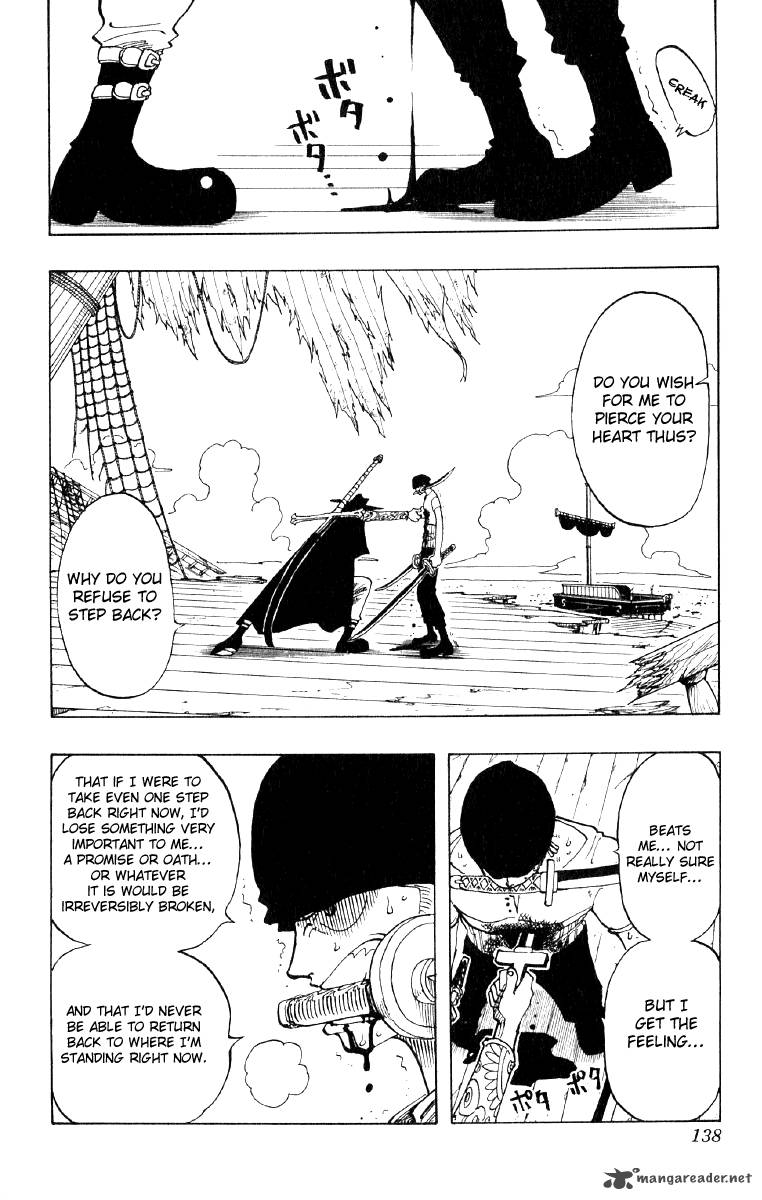 CREAK
ボタ
ボタ...
DO YOU WISH
FOR ME TO
PIERCE YOUR
HEART THUS?
WHY DO YOU
REFUSE TO
STEP BACK?
BEATS
ME... NOT
REALLY SURE
MYSELF...
BUT I
GET THE
FEELING...
ボタ
ボタ
THAT IF I WERE TO
TAKE EVEN ONE STEP
BACK RIGHT NOW, I'D
LOSE SOMETHING VERY
IMPORTANT TO ME...
A PROMISE OR OATH...
OR WHATEVER
IT IS WOULD BE
IRREVERSIBLY BROKEN,
AND THAT I'D NEVER
BE ABLE TO RETURN
BACK TO WHERE I'M
STANDING RIGHT NOW.
138
mangareader.net